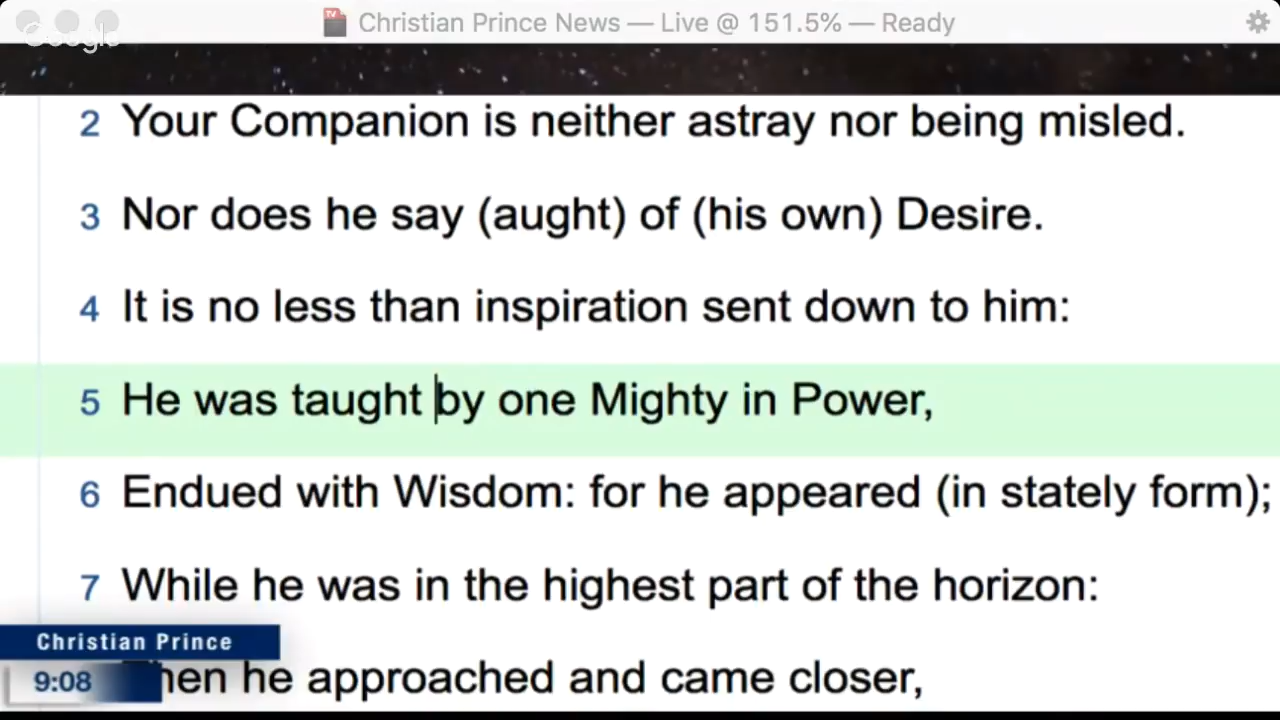 Christian Prince News — Live @ 151.5% — Ready
Google
2 Your Companion is neither astray nor being misled.
3 Nor does he say (aught) of (his own) Desire.
4 It is no less than inspiration sent down to him:
5 He was taught by one Mighty in Power,
6 Endued with Wisdom: for he appeared (in stately form);
7 While he was in the highest part of the horizon:
Christian Prince
9:08
he approached and came closer,